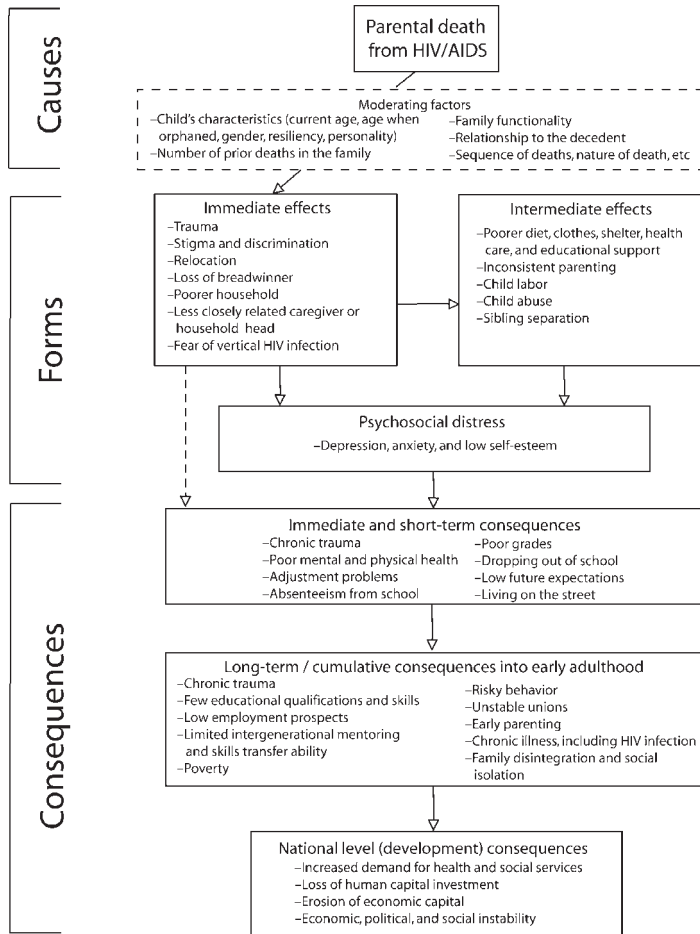 Causes
Parental death
from HIV/AIDS
Moderating factors
–Child's characteristics (current age, age when
orphaned, gender, resiliency, personality)
–Number of prior deaths in the family
–Family functionality
–Relationship to the decedent
–Sequence of deaths, nature of death, etc
Forms
Immediate effects
–Trauma
–Stigma and discrimination
–Relocation
–Loss of breadwinner
–Poorer household
–Less closely related caregiver or
household head
–Fear of vertical HIV infection
Intermediate effects
–Poorer diet, clothes, shelter, health
care, and educational support
–Inconsistent parenting
–Child labor
–Child abuse
–Sibling separation
Psychosocial distress
–Depression, anxiety, and low self-esteem
Consequences
Immediate and short-term consequences
–Chronic trauma
–Poor mental and physical health
–Adjustment problems
–Absenteeism from school
–Poor grades
–Dropping out of school
–Low future expectations
–Living on the street
Long-term / cumulative consequences into early adulthood
–Chronic trauma
–Few educational qualifications and skills
–Low employment prospects
–Limited intergenerational mentoring
and skills transfer ability
–Poverty
–Risky behavior
–Unstable unions
–Early parenting
–Chronic illness, including HIV infection
–Family disintegration and social
isolation
National level (development) consequences
–Increased demand for health and social services
–Loss of human capital investment
–Erosion of economic capital
–Economic, political, and social instability